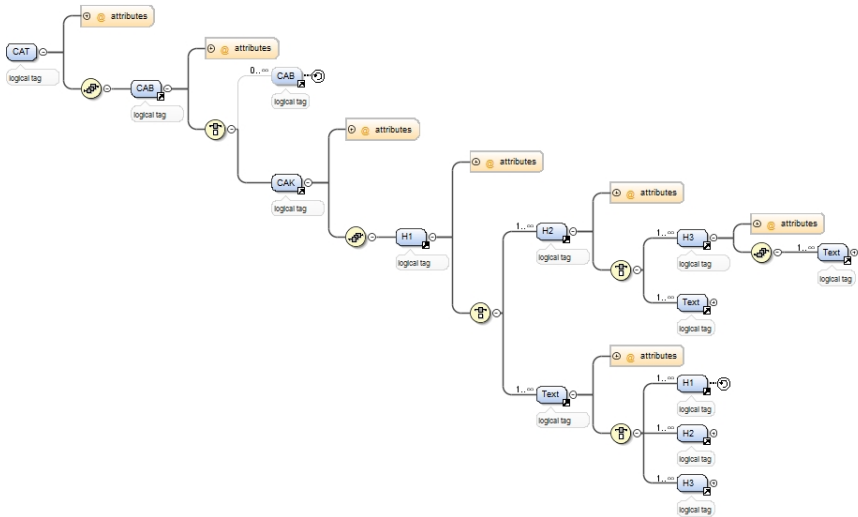 @ attributes
CAT
logical tag
@ attributes
CAB
logical tag
0..∞ CAB
logical tag
@ attributes
CAK
logical tag
@ attributes
H1
logical tag
@ attributes
1..∞ H2
logical tag
@ attributes
1..∞ H3
logical tag
@ attributes
1..∞ Text
logical tag
1..∞ Text
logical tag
1..∞ Text
logical tag
@ attributes
1..∞ H1
logical tag
1..∞ H2
logical tag
1..∞ H3
logical tag